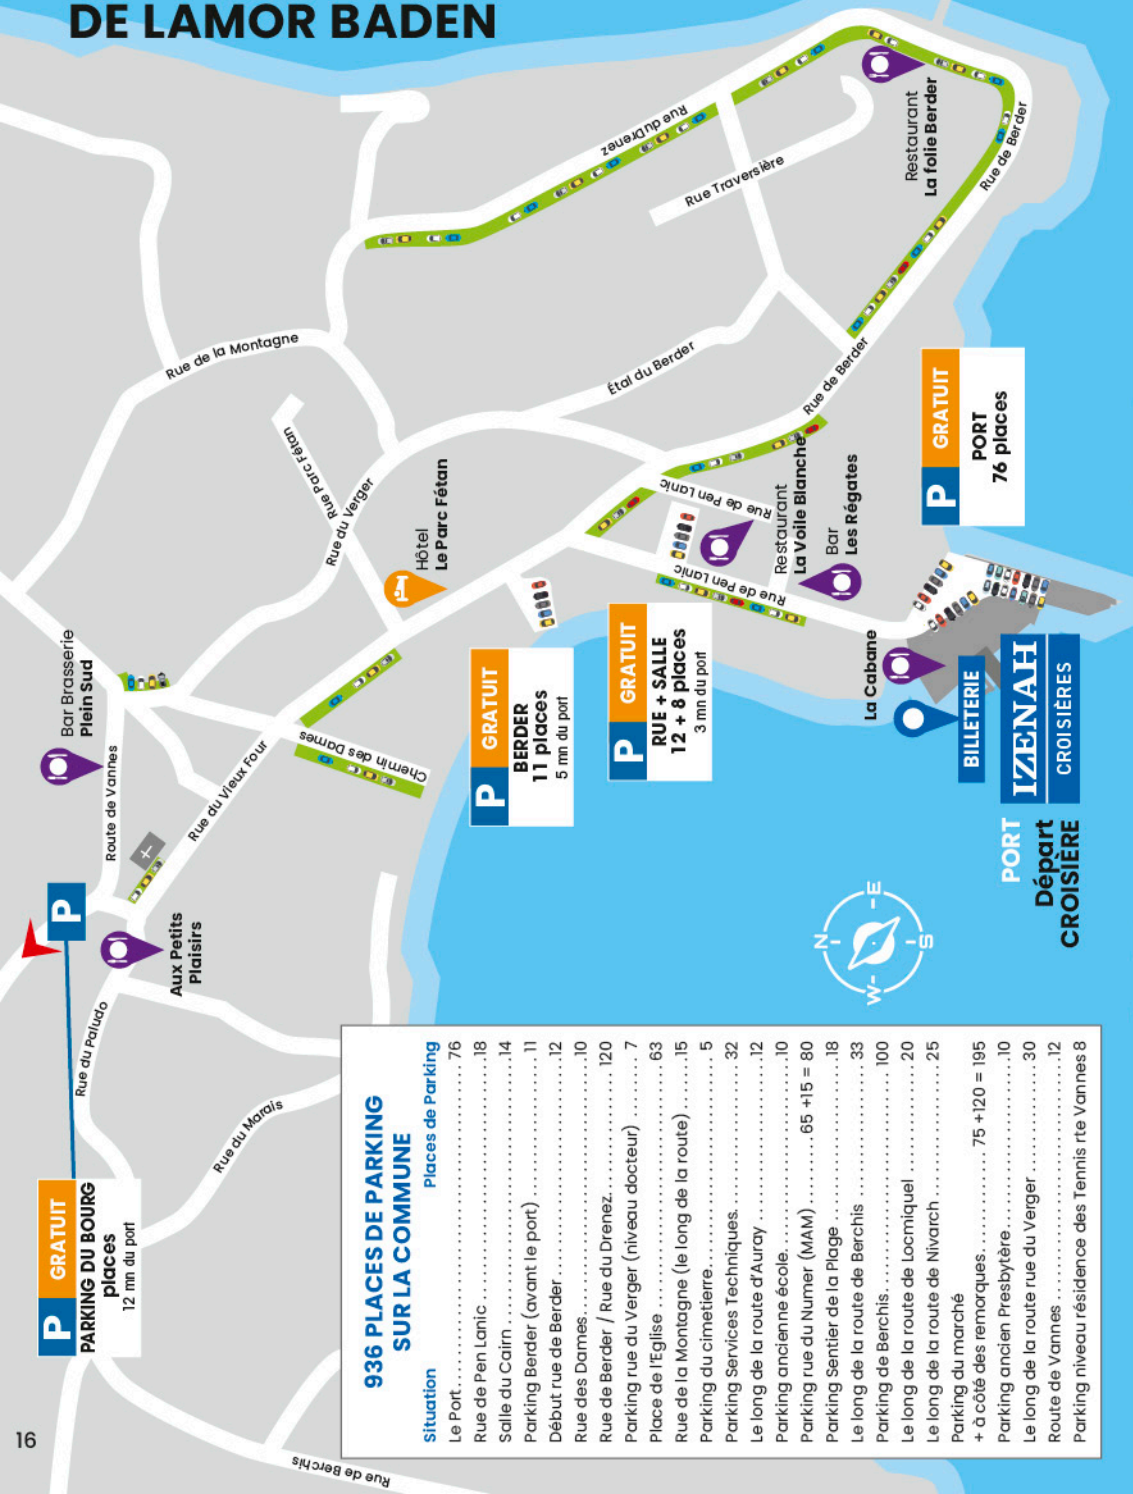 DE LAMOR BADEN
Rue du Drenez
Rue Traversière
Restaurant
La folie Berder
Rue de Berder
Rue de la Montagne
Étal du Berder
Rue de Berder
Rue Parc Fétan
Rue du Verger
Hôtel
Le Parc Fétan
Rue de Pen Lanic
Restaurant
La Voile Blanche
Bar
Les Régates
Rue de Pen Lanic
P GRATUIT
PORT
76 places
Bar Brasserie
Plein Sud
Route de Vannes
Rue du Vieux Four
Chemin des Dames
P GRATUIT
BERDER
11 places
5 mn du port
P GRATUIT
RUE + SALLE
12 + 8 places
3 mn du port
La Cabane
BILLETERIE
IZENAH
CROISIÈRES
PORT
Départ
CROISIÈRE
N
E
S
W
P
Aux Petits
Plaisirs
Rue du Paludo
Rue du Marais
P GRATUIT
PARKING DU BOURG
places
12 mn du port
Rue de Berchis
16
936 PLACES DE PARKING
SUR LA COMMUNE
Situation Places de Parking
Le Port 76
Rue de Pen Lanic 18
Salle du Cairn 14
Parking Berder (avant le port) 11
Début rue de Berder 12
Rue des Dames 10
Rue de Berder / Rue du Drenez 120
Parking rue du Verger (niveau docteur) 7
Place de l'Eglise 63
Rue de la Montagne (le long de la route) 15
Parking du cimetierre 5
Parking Services Techniques. 32
Le long de la route d'Auray 12
Parking ancienne école 10
Parking rue du Numer (MAM) 65 +15 = 80
Parking Sentier de la Plage 18
Le long de la route de Berchis 33
Parking de Berchis 100
Le long de la route de Locmiquel 20
Le long de la route de Nivarch 25
Parking du marché
+ à côté des remorques 75 +120 = 195
Parking ancien Presbytère 10
Le long de la route rue du Verger 30
Route de Vannes 12
Parking niveau résidence des Tennis rte Vannes 8